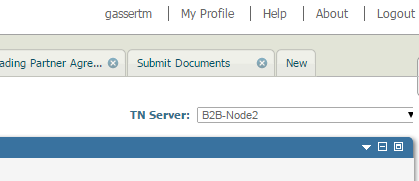 gassertm My Profile Help About Logout
ading Partner Agre... Submit Documents New
TN Server: B2B-Node2